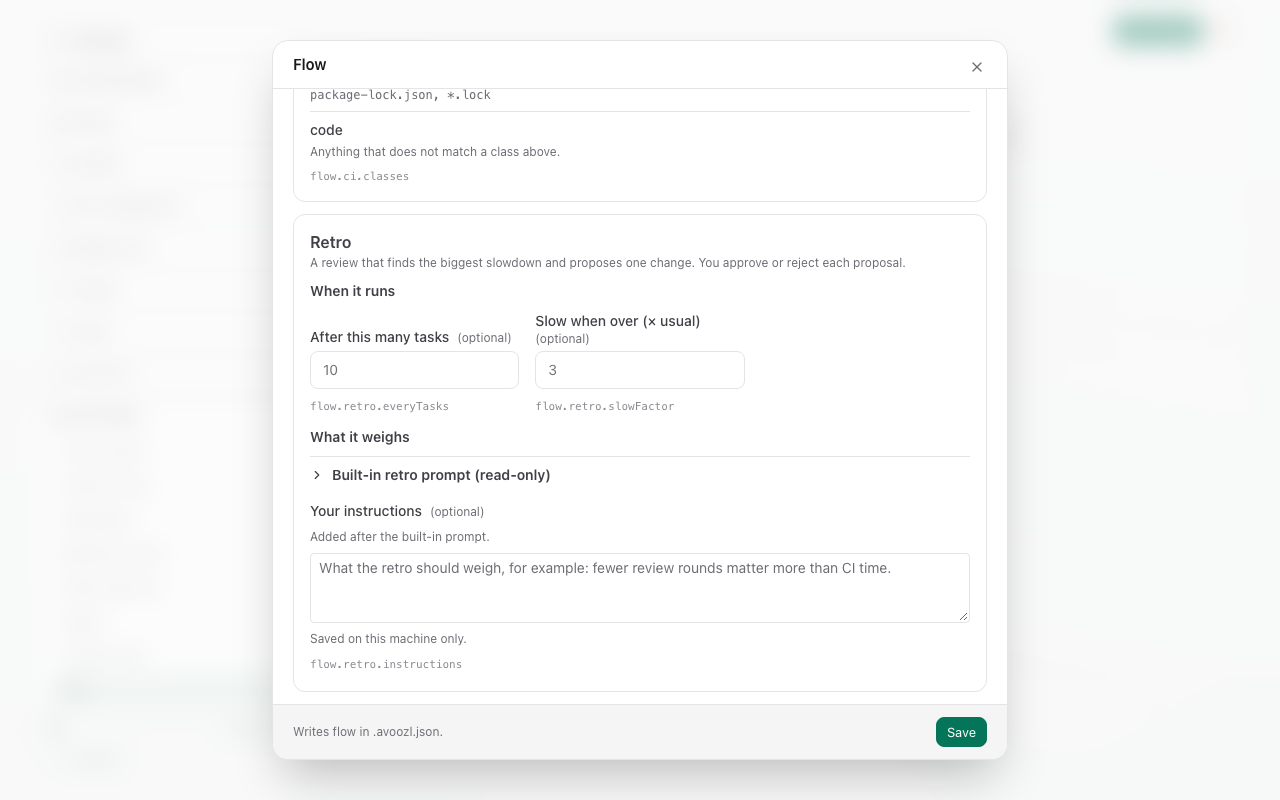 Flow
package-lock.json, *.lock
code
Anything that does not match a class above.
flow.ci.classes
Retro
A review that finds the biggest slowdown and proposes one change. You approve or reject each proposal.
When it runs
After this many tasks (optional)
Slow when over (× usual)
(optional)
10
3
flow.retro.everyTasks
flow.retro.slowFactor
What it weighs
Built-in retro prompt (read-only)
Your instructions (optional)
Added after the built-in prompt.
What the retro should weigh, for example: fewer review rounds matter more than CI time.
Saved on this machine only.
flow.retro.instructions
Writes flow in .avoozl.json.
Save